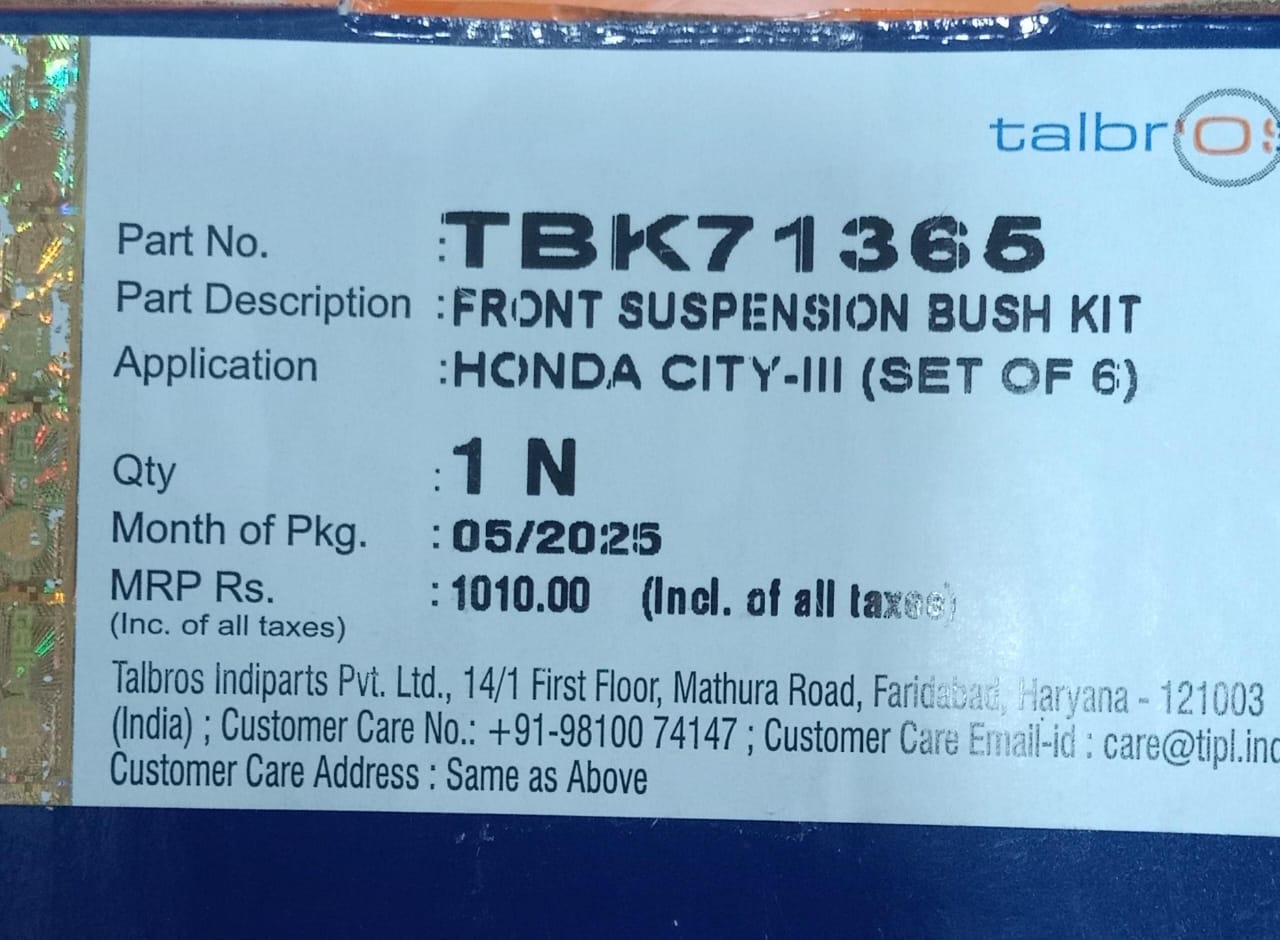 talbros
Part No. :TBK71365
Part Description :FRONT SUSPENSION BUSH KIT
Application :HONDA CITY-III (SET OF 6)
Qty : 1 N
Month of Pkg. : 05/2025
MRP Rs. : 1010.00 (Incl. of all taxes)
(Inc. of all taxes)
Talbros Indiparts Pvt. Ltd., 14/1 First Floor, Mathura Road, Faridabad, Haryana - 121003
(India) ; Customer Care No.: +91-98100 74147 ; Customer Care Email-id : care@tipl.ind
Customer Care Address : Same as Above